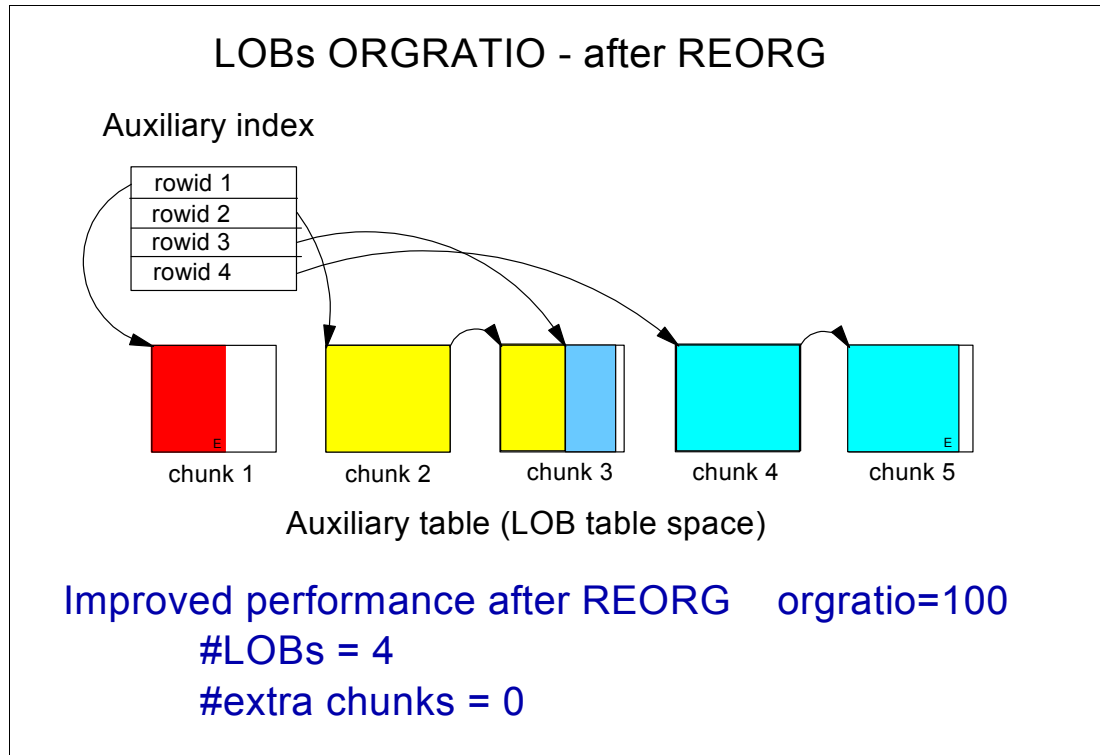 LOBs ORGRATIO - after REORG
Auxiliary index
rowid 1
rowid 2
rowid 3
rowid 4
E
E
chunk 1 chunk 2 chunk 3 chunk 4 chunk 5
Auxiliary table (LOB table space)
Improved performance after REORG orgratio=100
#LOBs = 4
#extra chunks = 0